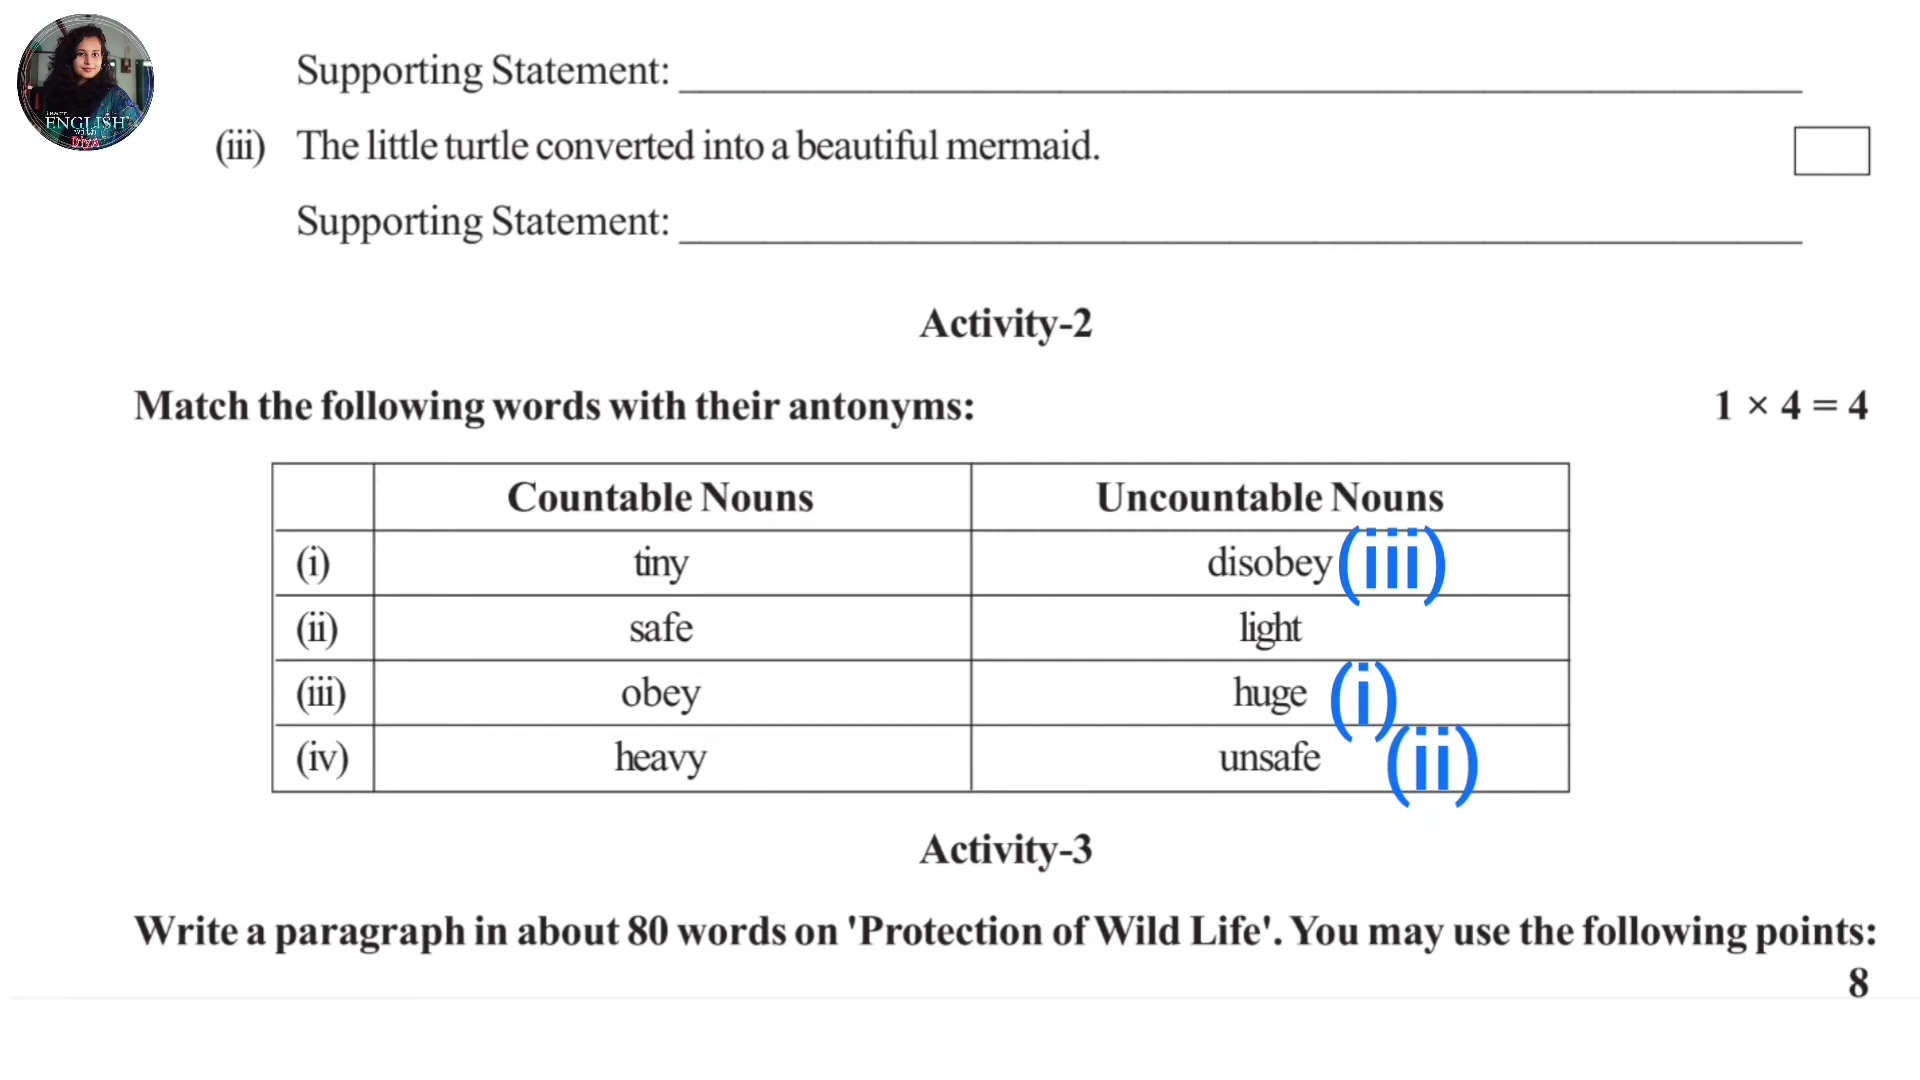 learn
ENGLISH
with
DIYA
Supporting Statement:
(iii) The little turtle converted into a beautiful mermaid.
Supporting Statement:
Activity-2
Match the following words with their antonyms: 1 × 4 = 4
Countable Nouns Uncountable Nouns
(i) tiny disobey (iii)
(ii) safe light
(iii) obey huge (i)
(iv) heavy unsafe (ii)
Activity-3
Write a paragraph in about 80 words on 'Protection of Wild Life'. You may use the following points:
8